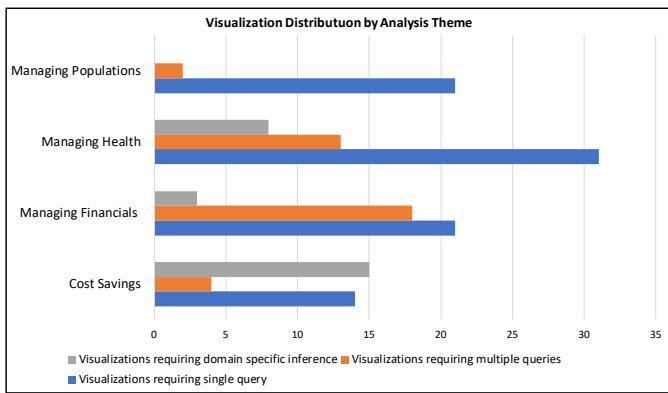 Visualization Distributuon by Analysis Theme
Managing Populations
Managing Health
Managing Financials
Cost Savings
0 5 10 15 20 25 30 35
Visualizations requiring domain specific inference Visualizations requiring multiple queries
Visualizations requiring single query